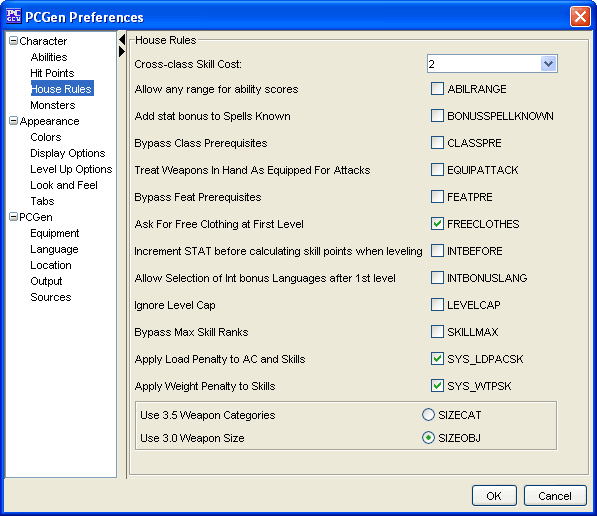 PCGen Preferences
Character
Abilities
Hit Points
House Rules
Monsters
Appearance
Colors
Display Options
Level Up Options
Look and Feel
Tabs
PCGen
Equipment
Language
Location
Output
Sources
House Rules
Cross-class Skill Cost: 2
Allow any range for ability scores ABILRANGE
Add stat bonus to Spells Known BONUSSPELLKNOWN
Bypass Class Prerequisites CLASSPRE
Treat Weapons In Hand As Equipped For Attacks EQUIPATTACK
Bypass Feat Prerequisites FEATPRE
Ask For Free Clothing at First Level FREECLOTHES
Increment STAT before calculating skill points when leveling INTBEFORE
Allow Selection of Int bonus Languages after 1st level INTBONUSLANG
Ignore Level Cap LEVELCAP
Bypass Max Skill Ranks SKILLMAX
Apply Load Penalty to AC and Skills SYS_LDPACSK
Apply Weight Penalty to Skills SYS_WTPSK
Use 3.5 Weapon Categories SIZECAT
Use 3.0 Weapon Size SIZEOBJ
OK Cancel